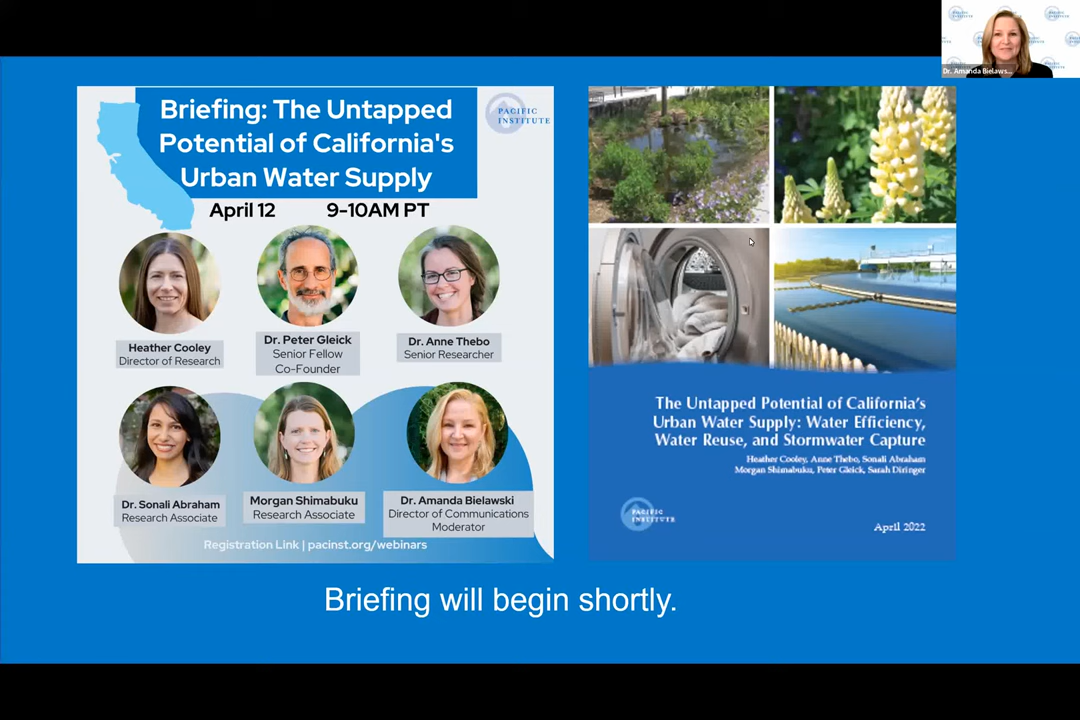 Briefing: The Untapped
Potential of California's
Urban Water Supply
PACIFIC
INSTITUTE
April 12 9-10AM PT
Heather Cooley
Director of Research
Dr. Peter Gleick
Senior Fellow
Co-Founder
Dr. Anne Thebo
Senior Researcher
Dr. Sonali Abraham
Research Associate
Morgan Shimabuku
Research Associate
Dr. Amanda Bielawski
Director of Communications
Moderator
Registration Link | pacinst.org/webinars
The Untapped Potential of California's
Urban Water Supply: Water Efficiency,
Water Reuse, and Stormwater Capture
Heather Cooley, Anne Thebo, Sonali Abraham
Morgan Shimabuku, Peter Gleick, Sarah Diringer
PACIFIC
INSTITUTE
April 2022
Briefing will begin shortly.
Dr. Amanda Bielaws...